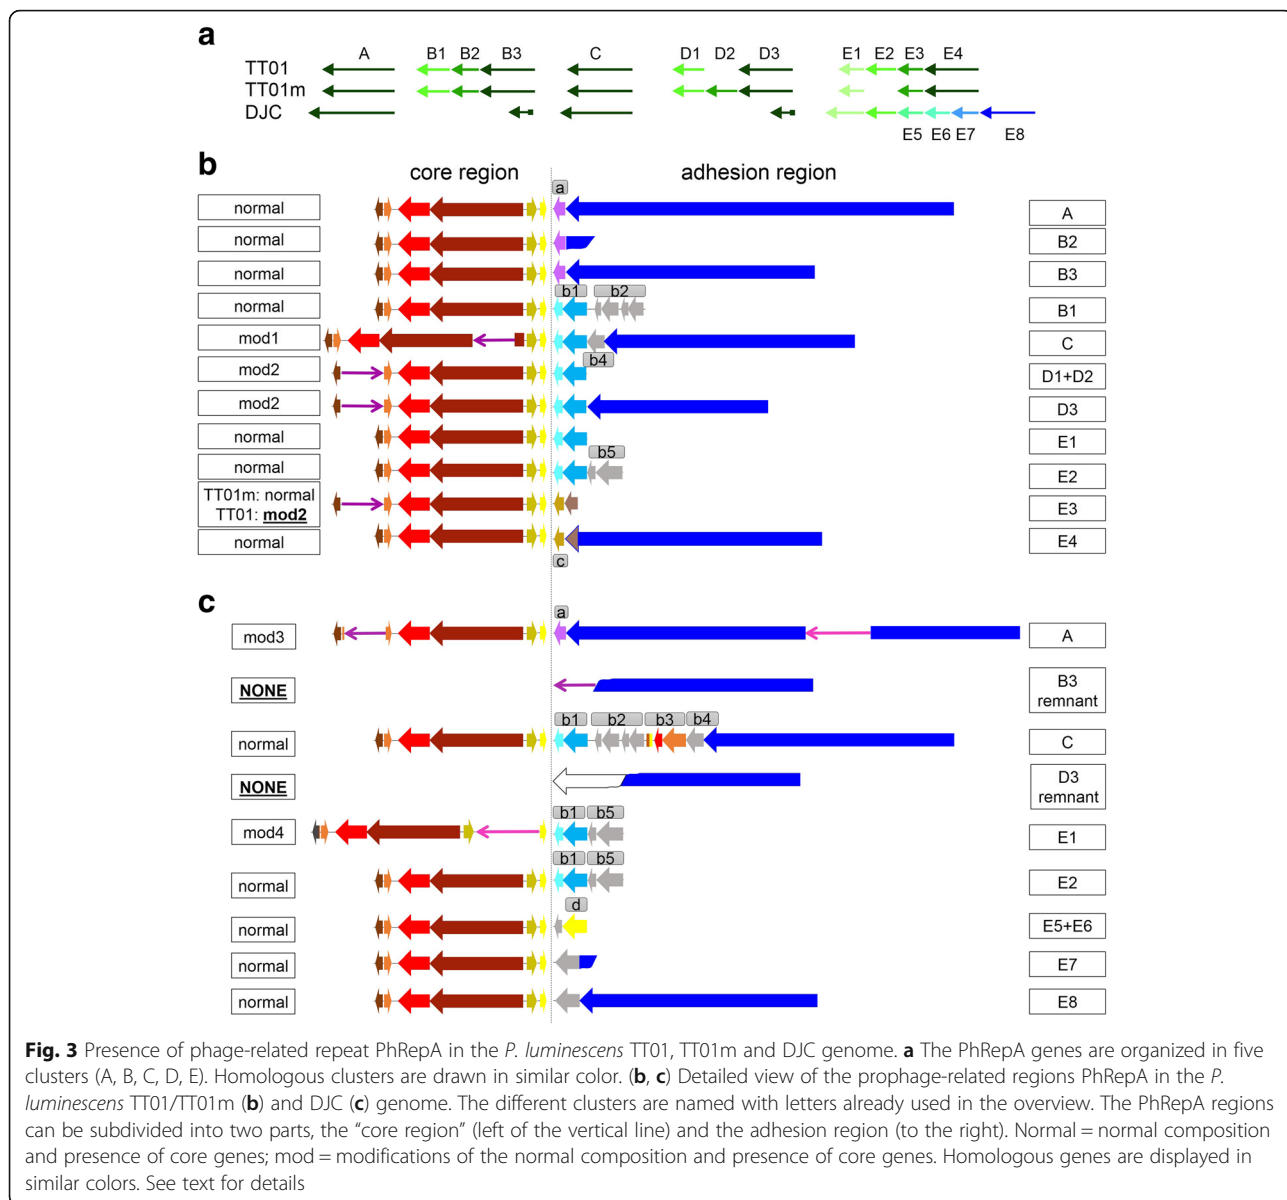 a
A B1 B2 B3 C D1 D2 D3 E1 E2 E3 E4
TT01
TT01m
DJC
E5 E6 E7 E8
b
core region adhesion region
a
normal A
normal B2
normal B3
b1 b2
normal B1
mod1 C
b4
mod2 D1+D2
mod2 D3
normal E1
b5
normal E2
TT01m: normal
TT01: mod2 E3
normal E4
c
c
a
mod3 A
NONE B3
remnant
b1 b2 b3 b4
normal C
NONE D3
remnant
b1 b5
mod4 E1
b1 b5
normal E2
d
normal E5+E6
normal E7
normal E8
Fig. 3 Presence of phage-related repeat PhRepA in the P. luminescens TT01, TT01m and DJC genome. a The PhRepA genes are organized in five
clusters (A, B, C, D, E). Homologous clusters are drawn in similar color. (b, c) Detailed view of the prophage-related regions PhRepA in the P.
luminescens TT01/TT01m (b) and DJC (c) genome. The different clusters are named with letters already used in the overview. The PhRepA regions
can be subdivided into two parts, the “core region” (left of the vertical line) and the adhesion region (to the right). Normal = normal composition
and presence of core genes; mod = modifications of the normal composition and presence of core genes. Homologous genes are displayed in
similar colors. See text for details